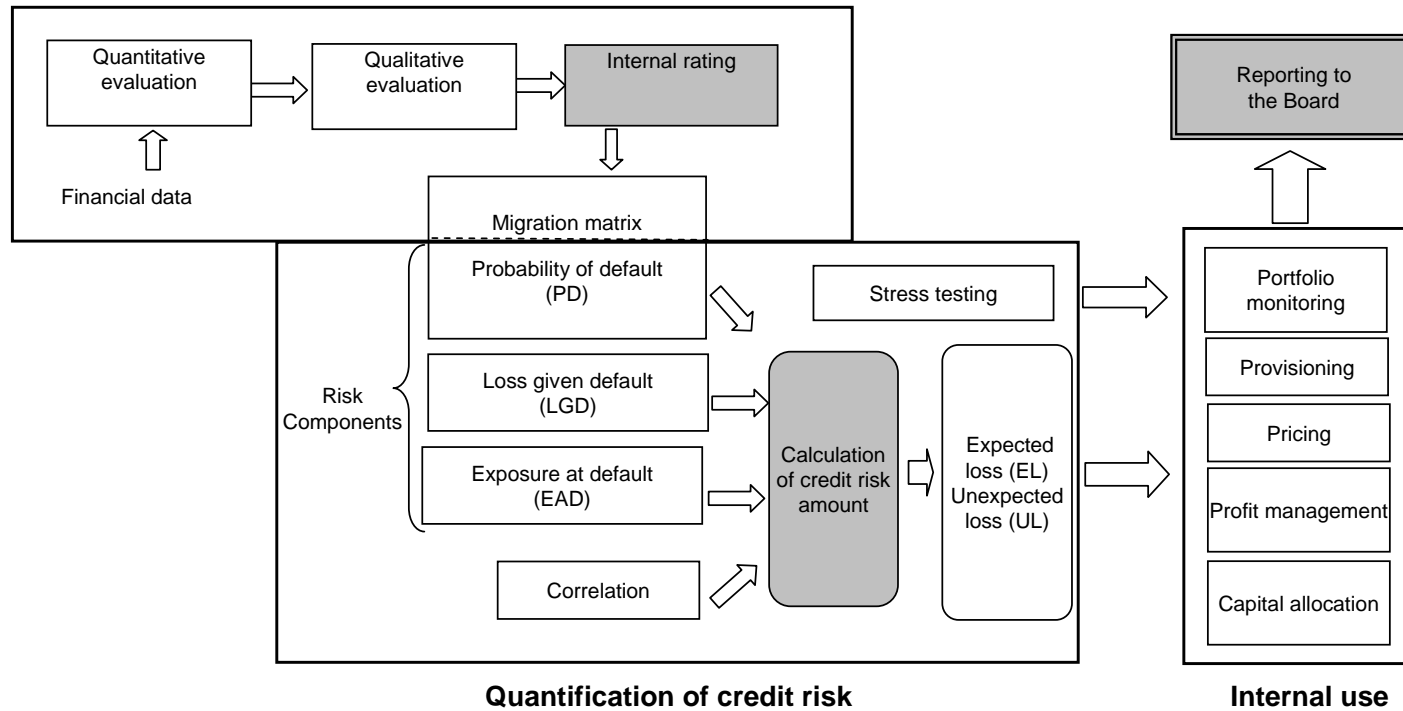 Quantitative
evaluation
Qualitative
evaluation
Internal rating
Financial data
Reporting to
the Board
Migration matrix
Probability of default
(PD)
Loss given default
(LGD)
Exposure at default
(EAD)
Risk
Components
Correlation
Stress testing
Calculation
of credit risk
amount
Expected
loss (EL)
Unexpected
loss (UL)
Portfolio
monitoring
Provisioning
Pricing
Profit management
Capital allocation
Quantification of credit risk
Internal use